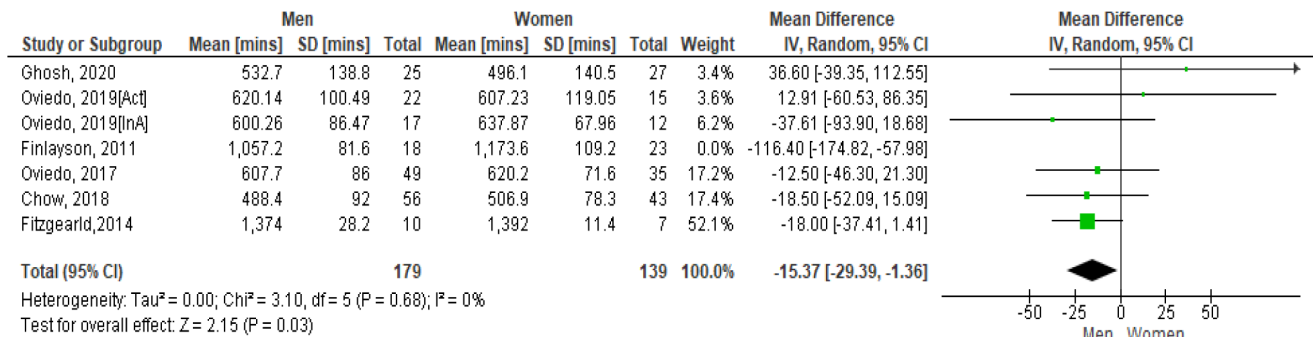 Men Women Mean Difference Mean Difference
Study or Subgroup Mean [mins] SD [mins] Total Mean [mins] SD [mins] Total Weight IV, Random, 95% CI IV, Random, 95% CI
Ghosh, 2020 532.7 138.8 25 496.1 140.5 27 3.4% 36.60 [-39.35, 112.55]
Oviedo, 2019[Act] 620.14 100.49 22 607.23 119.05 15 3.6% 12.91 [-60.53, 86.35]
Oviedo, 2019[InA] 600.26 86.47 17 637.87 67.96 12 6.2% -37.61 [-93.90, 18.68]
Finlayson, 2011 1,057.2 81.6 18 1,173.6 109.2 23 0.0% -116.40 [-174.82, -57.98]
Oviedo, 2017 607.7 86 49 620.2 71.6 35 17.2% -12.50 [-46.30, 21.30]
Chow, 2018 488.4 92 56 506.9 78.3 43 17.4% -18.50 [-52.09, 15.09]
Fitzgearld,2014 1,374 28.2 10 1,392 11.4 7 52.1% -18.00 [-37.41, 1.41]
Total (95% CI) 179 139 100.0% -15.37 [-29.39, -1.36]
Heterogeneity: Tau² = 0.00; Chi² = 3.10, df = 5 (P = 0.68); I² = 0%
Test for overall effect: Z = 2.15 (P = 0.03)
-50 -25 0 25 50
Men Women